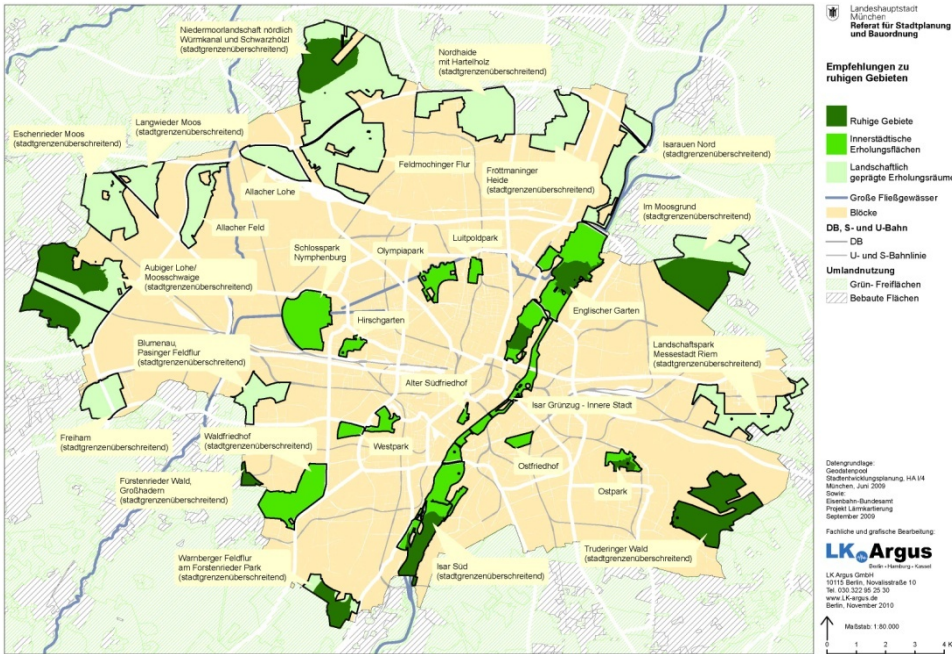 Niedermoorlandschaft nördlich
Würmkanal und Schwarzhölzl
(stadtgrenzenüberschreitend)
Nordhaide
mit Hartelholz
(stadtgrenzenüberschreitend)
Eschenrieder Moos
(stadtgrenzenüberschreitend)
Langwieder Moos
(stadtgrenzenüberschreitend)
Isarauen Nord
(stadtgrenzenüberschreitend)
Feldmochinger Flur
Allacher Lohe
Fröttmaninger
Heide
(stadtgrenzenüberschreitend)
Im Moosgrund
(stadtgrenzenüberschreitend)
Allacher Feld
Schlosspark
Nymphenburg
Olympiapark
Luitpoldpark
Aubiger Lohe/
Moosschwaige
(stadtgrenzenüberschreitend)
Englischer Garten
Hirschgarten
Blumenau,
Pasinger Feldflur
(stadtgrenzenüberschreitend)
Landschaftspark
Messestadt Riem
(stadtgrenzenüberschreitend)
Alter Südfriedhof
Isar Grünzug - Innere Stadt
Freiham
(stadtgrenzenüberschreitend)
Waldfriedhof
(stadtgrenzenüberschreitend)
Westpark
Ostfriedhof
Fürstenrieder Wald,
Großhadern
(stadtgrenzenüberschreitend)
Ostpark
Warnberger Feldflur
am Forstenrieder Park
(stadtgrenzenüberschreitend)
Isar Süd
(stadtgrenzenüberschreitend)
Truderinger Wald
(stadtgrenzenüberschreitend)
Landeshauptstadt
München
Referat für Stadtplanung
und Bauordnung
Empfehlungen zu
ruhigen Gebieten
Ruhige Gebiete
Innerstädtische
Erholungsflächen
Landschaftlich
geprägte Erholungsräume
Große Fließgewässer
Blöcke
DB, S- und U-Bahn
DB
U- und S-Bahnlinie
Umlandnutzung
Grün- Freiflächen
Bebaute Flächen
Datengrundlage:
Geodatenpool
Stadtentwicklungsplanung, HA I/4
München, Juni 2009
Sowie:
Eisenbahn-Bundesamt
Projekt Lärmkartierung
September 2009
Fachliche und grafische Bearbeitung:
LK Argus
Berlin • Hamburg • Kassel
LK Argus GmbH
10115 Berlin, Novalisstraße 10
Tel. 030.322 95 25 30
www.LK-argus.de
Berlin, November 2010
Maßstab: 1:80.000
0 1 2 3 4 K